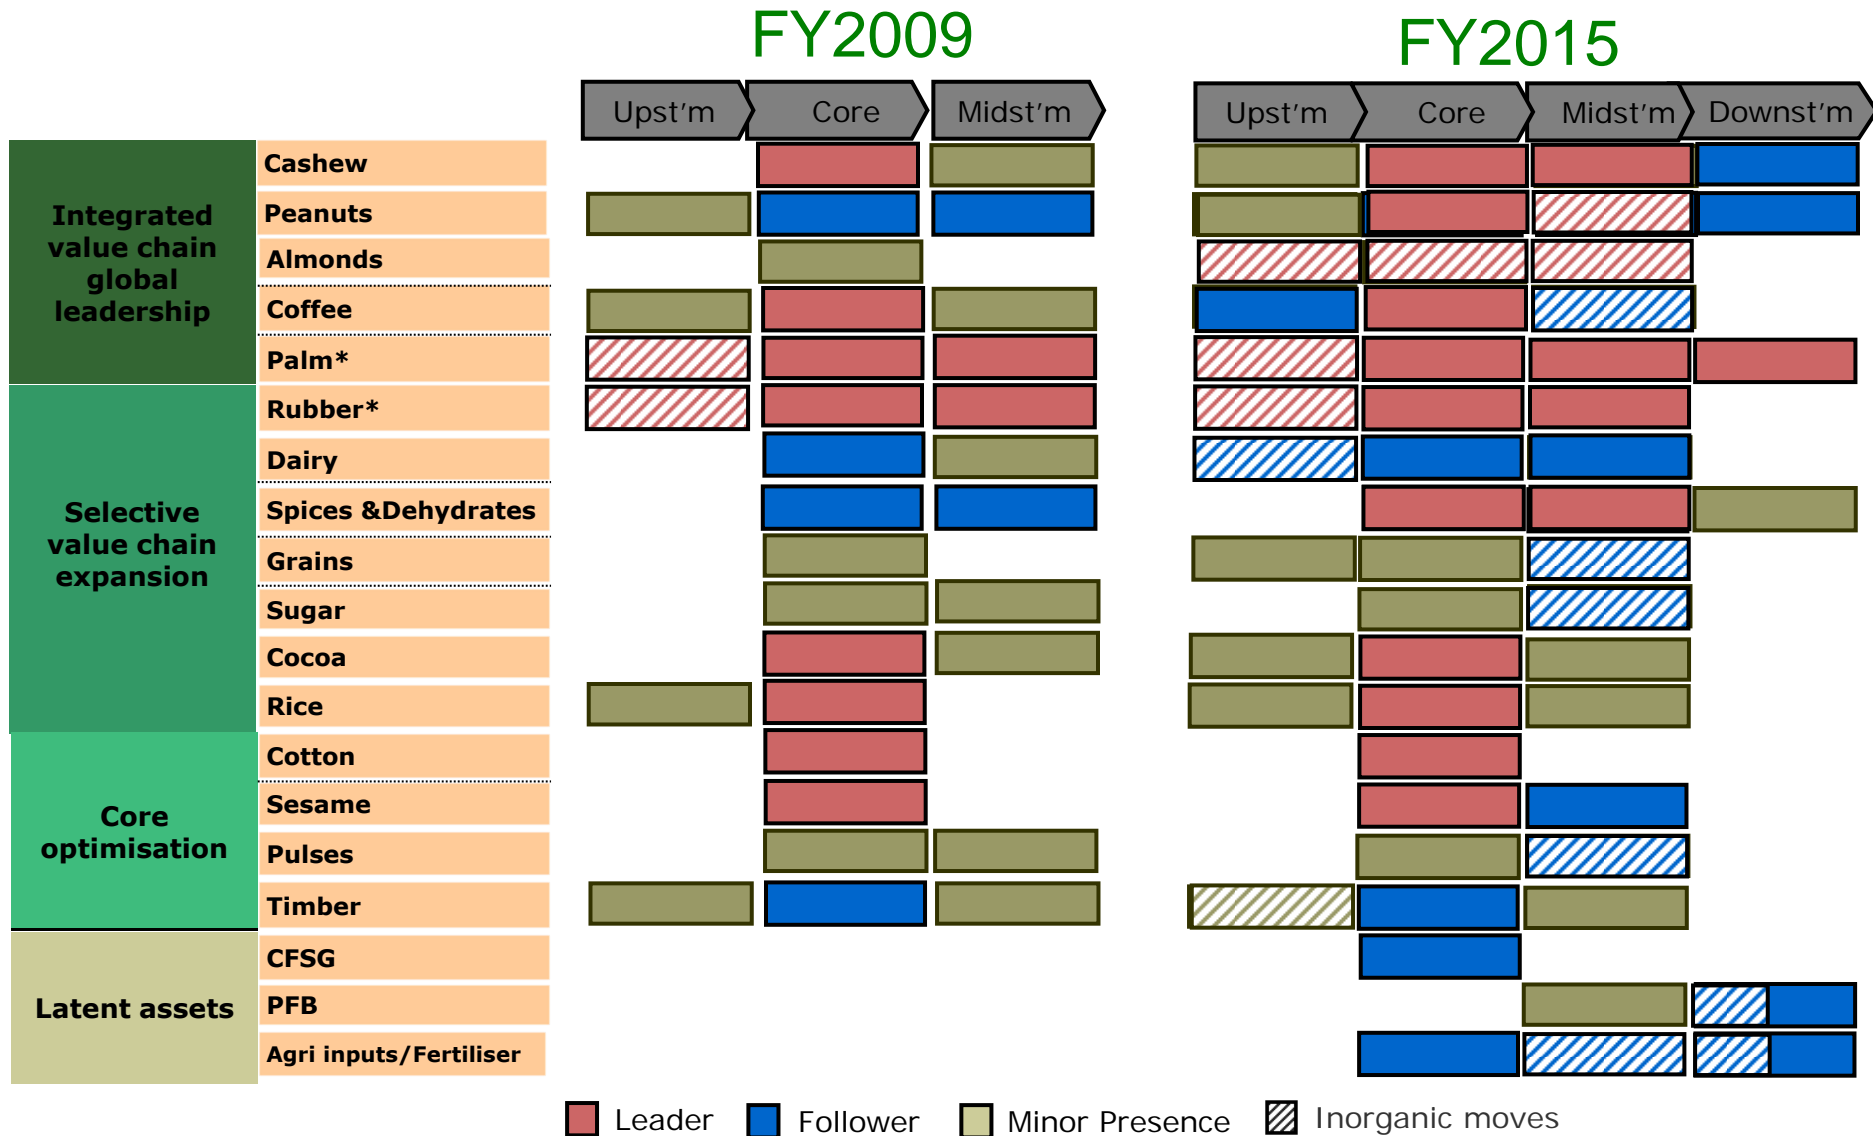 FY2009
FY2015
Upst'm
Core
Midst'm
Upst'm
Core
Midst'm
Downst'm
Integrated
value chain
global
leadership
Cashew
Peanuts
Almonds
Coffee
Palm*
Selective
value chain
expansion
Rubber*
Dairy
Spices &Dehydrates
Grains
Sugar
Cocoa
Rice
Core
optimisation
Cotton
Sesame
Pulses
Timber
Latent assets
CFSG
PFB
Agri inputs/Fertiliser
Leader
Follower
Minor Presence
Inorganic moves